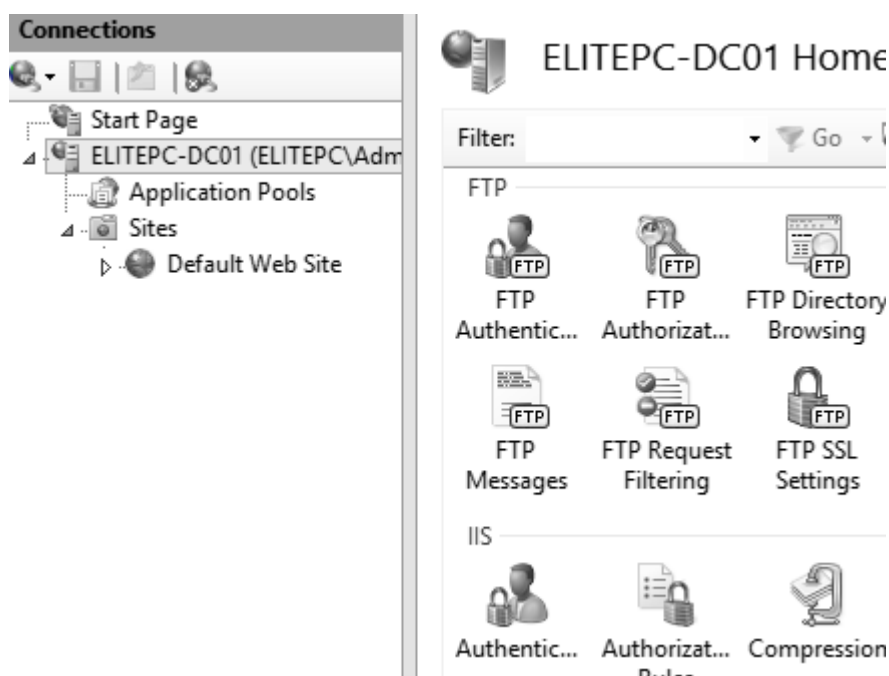 Connections
Start Page
ELITEPC-DC01 (ELITEPC\Adm
Application Pools
Sites
Default Web Site
ELITEPC-DC01 Home
Filter:
Go
FTP
FTP FTP FTP
FTP FTP FTP Directory
Authentic... Authorizat... Browsing
FTP FTP FTP
FTP FTP Request FTP SSL
Messages Filtering Settings
IIS
Authentic... Authorizat... Compression